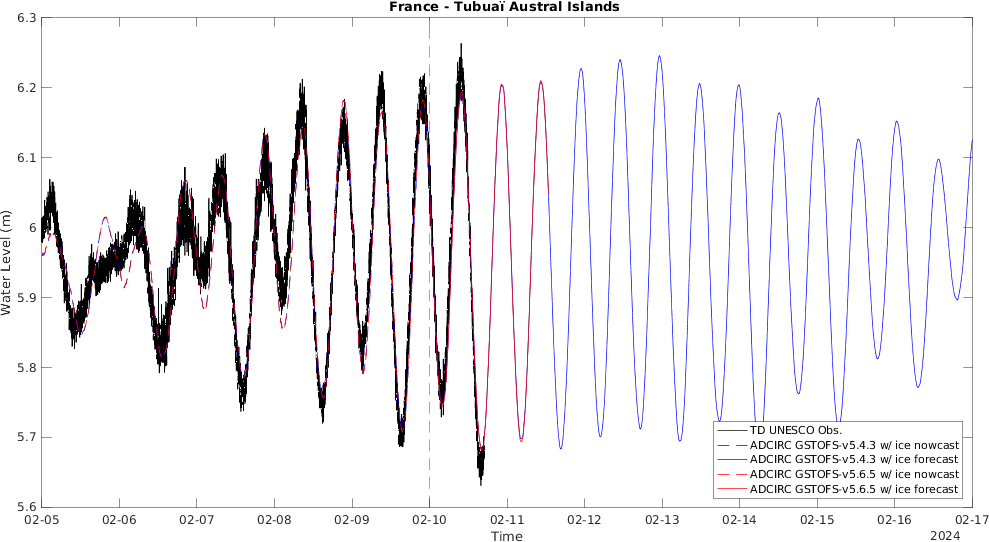 France - Tubuaï Austral Islands
Water Level (m)
6.3
6.2
6.1
6
5.9
5.8
5.7
5.6
TD UNESCO Obs.
ADCIRC GSTOFS-v5.4.3 w/ ice nowcast
ADCIRC GSTOFS-v5.4.3 w/ ice forecast
ADCIRC GSTOFS-v5.6.5 w/ ice nowcast
ADCIRC GSTOFS-v5.6.5 w/ ice forecast
02-05 02-06 02-07 02-08 02-09 02-10 02-11 02-12 02-13 02-14 02-15 02-16 02-17
Time
2024